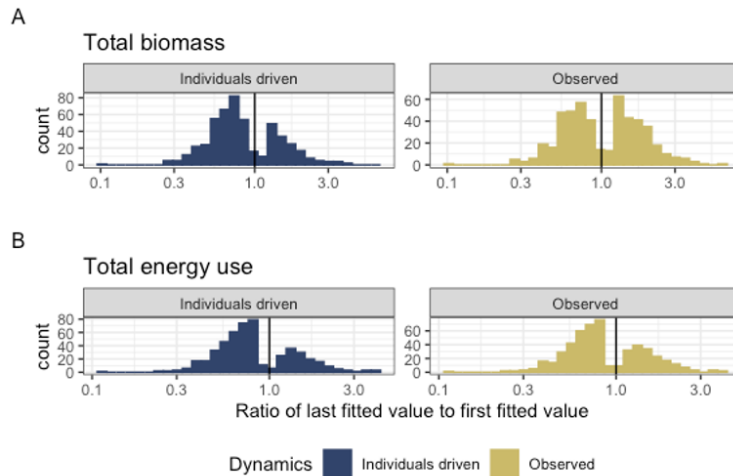 A
Total biomass
Individuals driven Observed
count
80
60
40
20
0
60
40
20
0
0.1 0.3 1.0 3.0 0.1 0.3 1.0 3.0
B
Total energy use
Individuals driven Observed
count
80
60
40
20
0
60
40
20
0
0.1 0.3 1.0 3.0 0.1 0.3 1.0 3.0
Ratio of last fitted value to first fitted value
Dynamics Individuals driven Observed